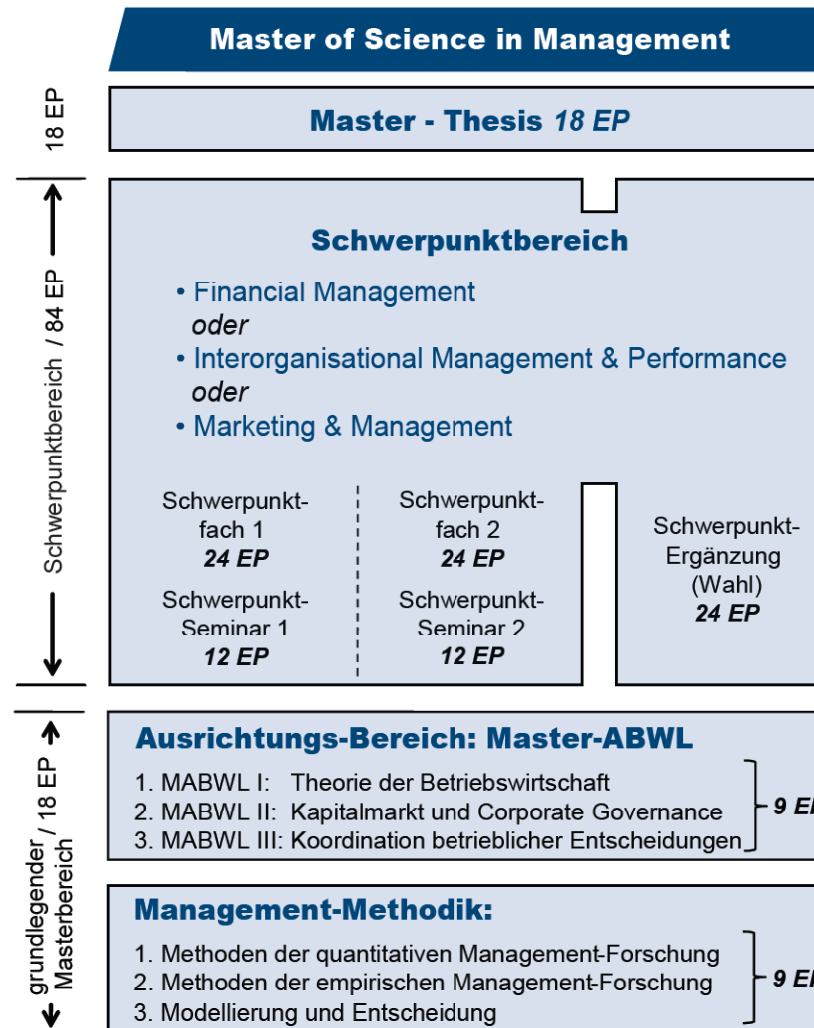 Master of Science in Management
18 EP
Master - Thesis 18 EP
Schwerpunktbereich / 84 EP
Schwerpunktbereich
• Financial Management
oder
• Interorganisational Management & Performance
oder
• Marketing & Management
Schwerpunkt-
fach 1
24 EP
Schwerpunkt-
Seminar 1
12 EP
Schwerpunkt-
fach 2
24 EP
Schwerpunkt-
Seminar 2
12 EP
Schwerpunkt-
Ergänzung
(Wahl)
24 EP
grundlegender / 18 EP
Masterbereich
Ausrichtungs-Bereich: Master-ABWL
1. MABWL I: Theorie der Betriebswirtschaft
2. MABWL II: Kapitalmarkt und Corporate Governance
3. MABWL III: Koordination betrieblicher Entscheidungen
9 EP
Management-Methodik:
1. Methoden der quantitativen Management-Forschung
2. Methoden der empirischen Management-Forschung
3. Modellierung und Entscheidung
9 EP